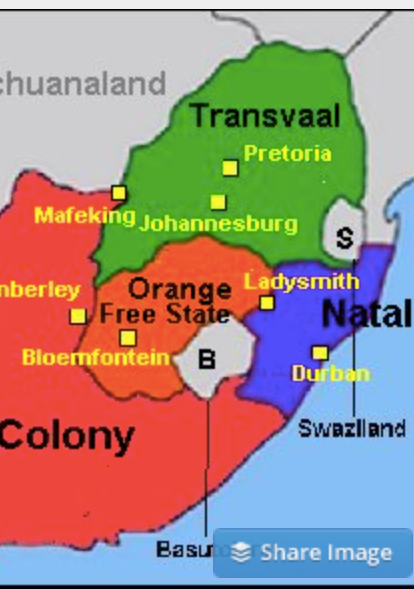 chuanaland
Transvaal
Pretoria
Mafeking
Johannesburg
S
nberley
Orange
Free State
Ladysmith
Natal
Bloemfontein
B
Durban
Colony
Swaziland
Basu
Share Image